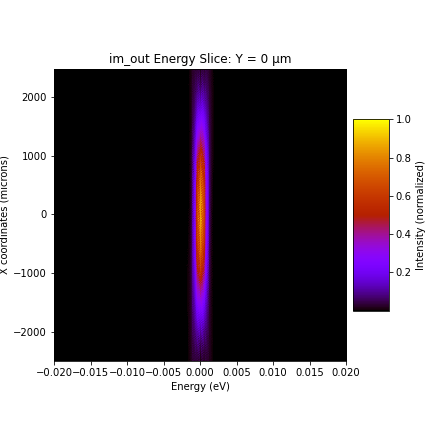 im_out Energy Slice: Y = 0 μm
2000
1000
0
−1000
−2000
X coordinates (microns)
−0.020 −0.015 −0.010 −0.005 0.000 0.005 0.010 0.015 0.020
Energy (eV)
1.0
0.8
0.6
0.4
0.2
Intensity (normalized)